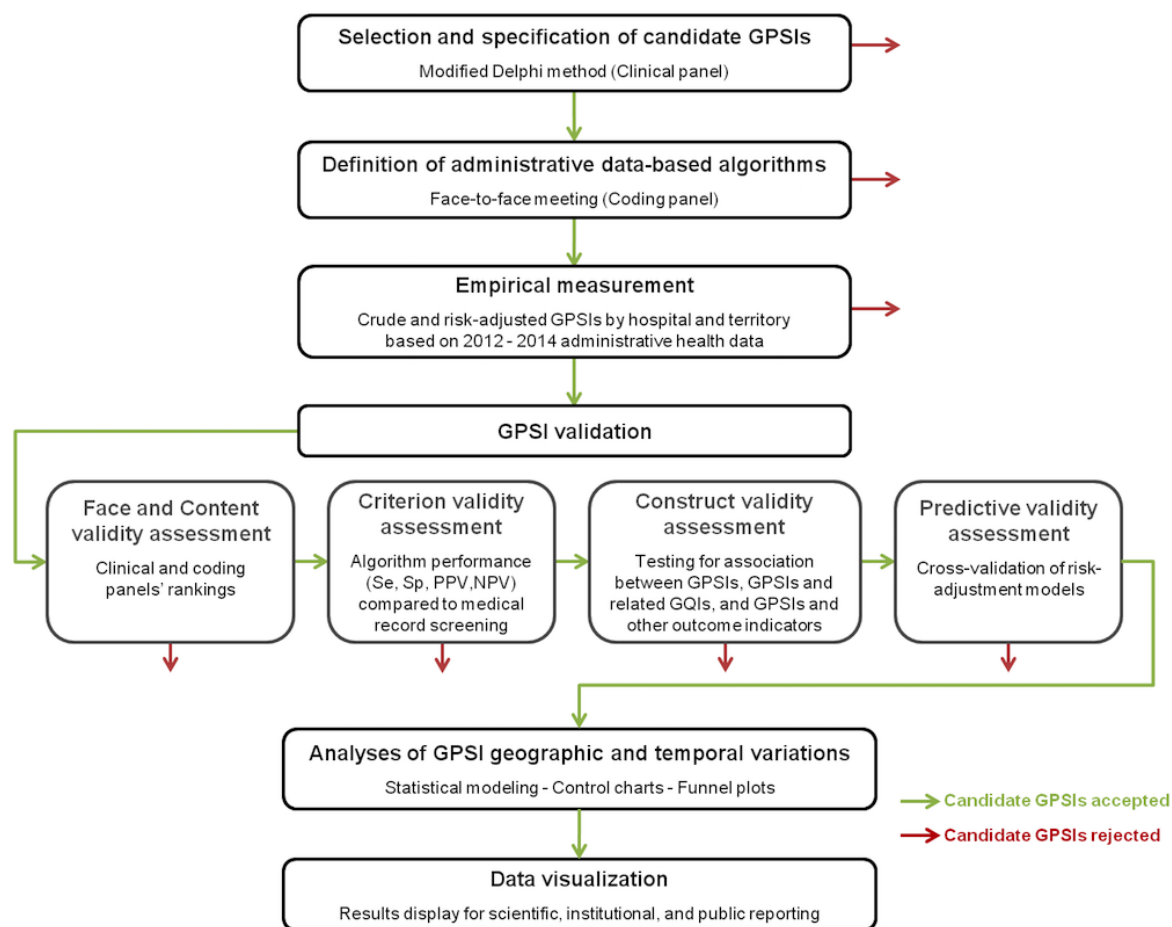 Selection and specification of candidate GPSIs
Modified Delphi method (Clinical panel)
Definition of administrative data-based algorithms
Face-to-face meeting (Coding panel)
Empirical measurement
Crude and risk-adjusted GPSIs by hospital and territory
based on 2012 - 2014 administrative health data
GPSI validation
Face and Content
validity assessment
Clinical and coding
panels' rankings
Criterion validity
assessment
Algorithm performance
(Se, Sp, PPV,NPV)
compared to medical
record screening
Construct validity
assessment
Testing for association
between GPSIs, GPSIs and
related GQIs, and GPSIs and
other outcome indicators
Predictive validity
assessment
Cross-validation of risk-
adjustment models
Analyses of GPSI geographic and temporal variations
Statistical modeling - Control charts - Funnel plots
Candidate GPSIs accepted
Candidate GPSIs rejected
Data visualization
Results display for scientific, institutional, and public reporting